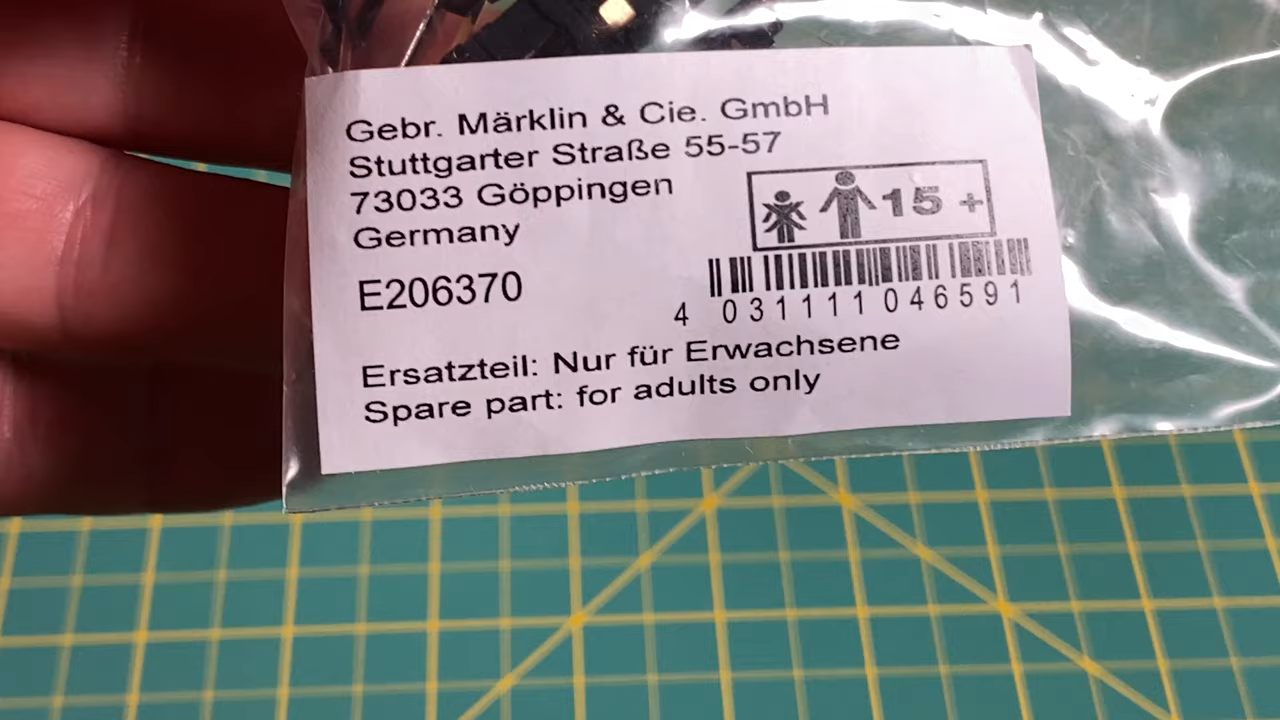 Gebr. Märklin & Cie. GmbH
Stuttgarter Straße 55-57
73033 Göppingen
Germany
15 +
E206370
4 031111 046591
Ersatzteil: Nur für Erwachsene
Spare part: for adults only